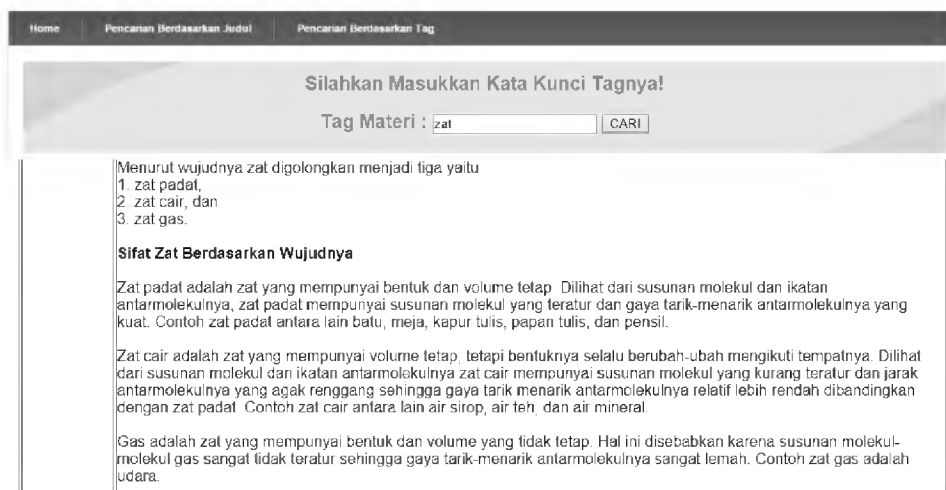 Home Pencarian Berdasarkan Judul Pencarian Berdasarkan Tag
Silahkan Masukkan Kata Kunci Tagnya!
Tag Materi : zat CARI
Menurut wujudnya zat digolongkan menjadi tiga yaitu
1. zat padat,
2. zat cair, dan
3. zat gas.
Sifat Zat Berdasarkan Wujudnya
Zat padat adalah zat yang mempunyai bentuk dan volume tetap. Dilihat dari susunan molekul dan ikatan
antarmolekulnya, zat padat mempunyai susunan molekul yang teratur dan gaya tarik-menarik antarmolekulnya yang
kuat. Contoh zat padat antara lain batu, meja, kapur tulis, papan tulis, dan pensil.
Zat cair adalah zat yang mempunyai volume tetap, tetapi bentuknya selalu berubah-ubah mengikuti tempatnya. Dilihat
dari susunan molekul dan ikatan antarmolekulnya zat cair mempunyai susunan molekul yang kurang teratur dan jarak
antarmolekulnya yang agak renggang sehingga gaya tarik menarik antarmolekulnya relatif lebih rendah dibandingkan
dengan zat padat. Contoh zat cair antara lain air sirop, air teh, dan air mineral.
Gas adalah zat yang mempunyai bentuk dan volume yang tidak tetap. Hal ini disebabkan karena susunan molekul-
molekul gas sangat tidak teratur sehingga gaya tarik-menarik antarmolekulnya sangat lemah. Contoh zat gas adalah
udara.